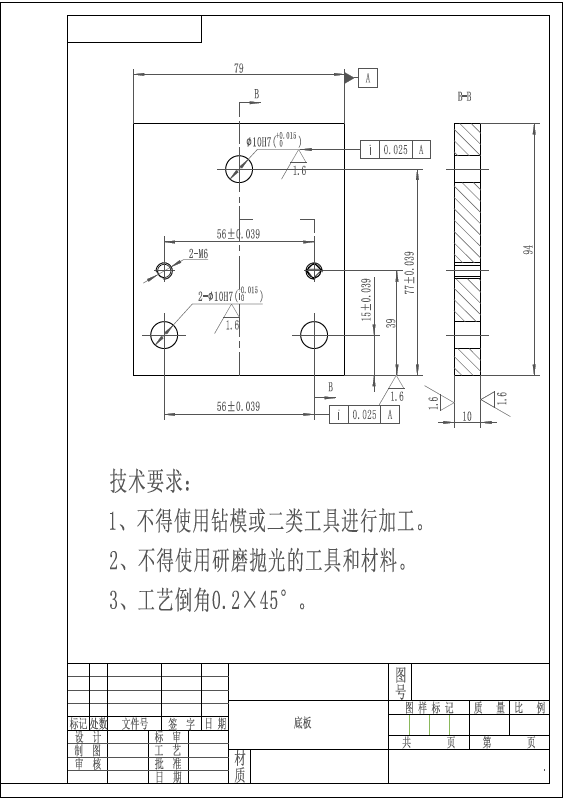 79
A
B
B-B
ϕ10H7(+0.015 0)
i 0.025 A
1.6
56±0.039
2-M6
77±0.039
94
2-ϕ10H7(+0.015 0)
1.6
15±0.039
39
B
1.6
56±0.039
i 0.025 A
1.6
10
1.6
技术要求：
1、不得使用钻模或二类工具进行加工。
2、不得使用研磨抛光的工具和材料。
3、工艺倒角0.2×45°。
图号
标记 处数 文件号 签 字 日 期
底板
图 样 标 记 质 量 比 例
设 计 标 审
制 图 工 艺
共 页 第 页
审 核 批 准
日 期
材质